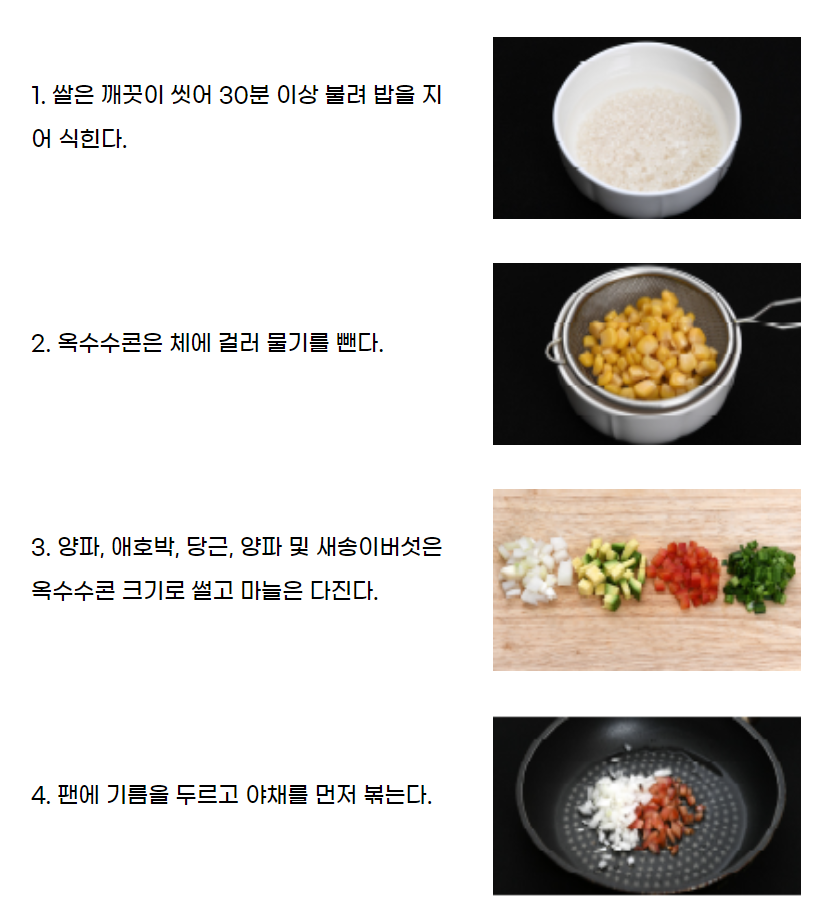 1. 쌀은 깨끗이 씻어 30분 이상 불려 밥을 지
어 식힌다.
2. 옥수수콘은 체에 걸러 물기를 뺀다.
3. 양파, 애호박, 당근, 양파 및 새송이버섯은
옥수수콘 크기로 썰고 마늘은 다진다.
4. 팬에 기름을 두르고 야채를 먼저 볶는다.